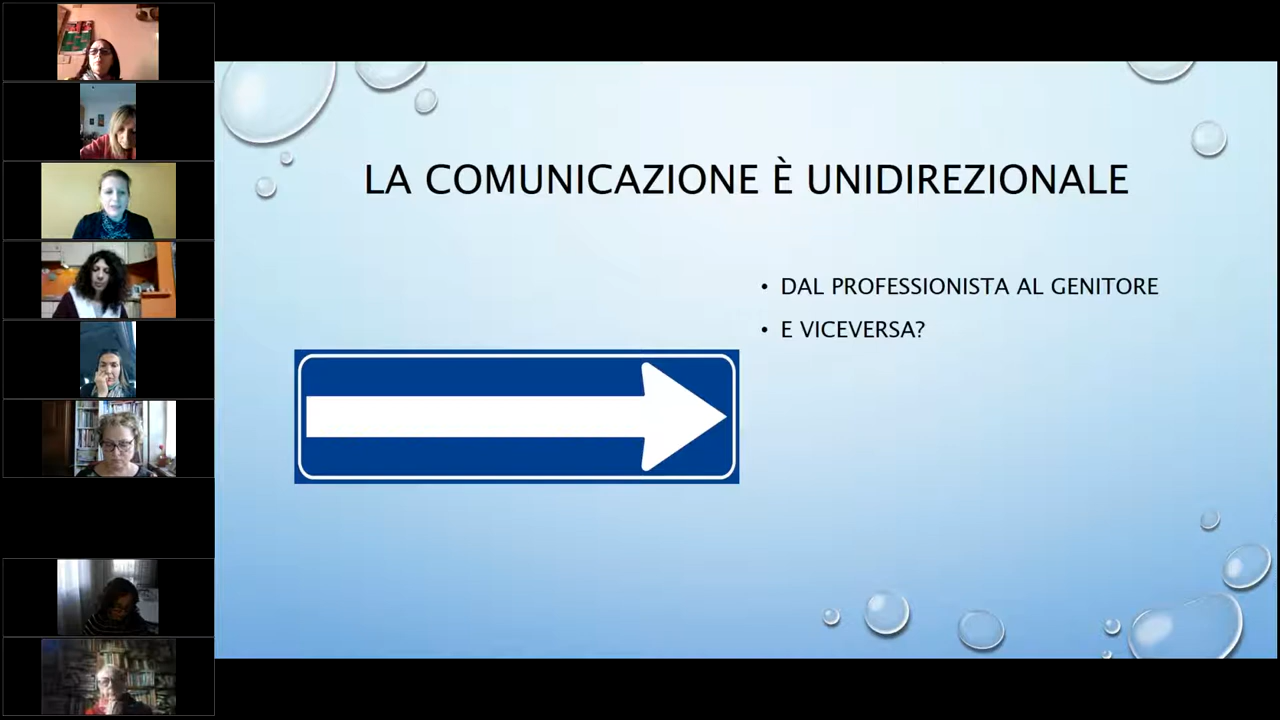 LA COMUNICAZIONE È UNIDIREZIONALE
• DAL PROFESSIONISTA AL GENITORE
• E VICEVERSA?